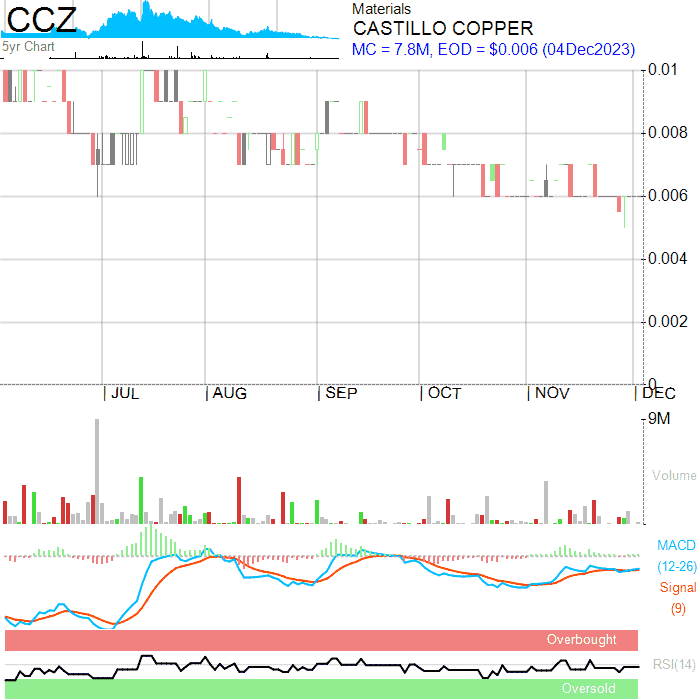 CCZ
5yr Chart
Materials
CASTILLO COPPER
MC = 7.8M, EOD = $0.006 (04Dec2023)
0.01
0.008
0.006
0.004
0.002
0
JUL AUG SEP OCT NOV DEC
9M
Volume
MACD
(12-26)
Signal
(9)
Overbought
RSI(14)
Oversold